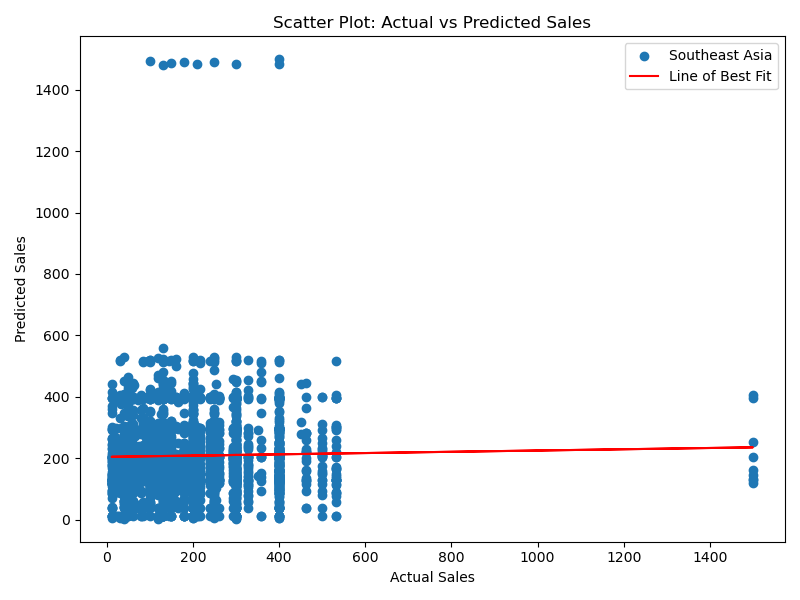 Scatter Plot: Actual vs Predicted Sales
Southeast Asia
Line of Best Fit
Predicted Sales
1400
1200
1000
800
600
400
200
0
0 200 400 600 800 1000 1200 1400
Actual Sales